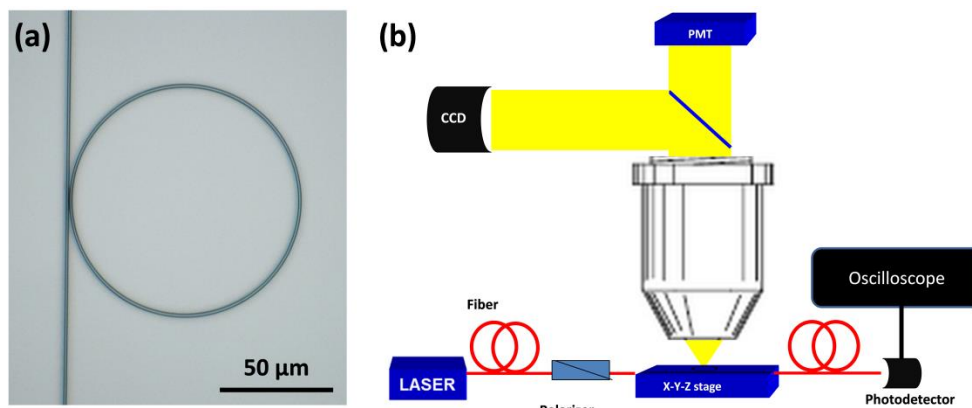 (a)
50 µm
(b)
PMT
CCD
Oscilloscope
Fiber
LASER
X-Y-Z stage
Photodetector